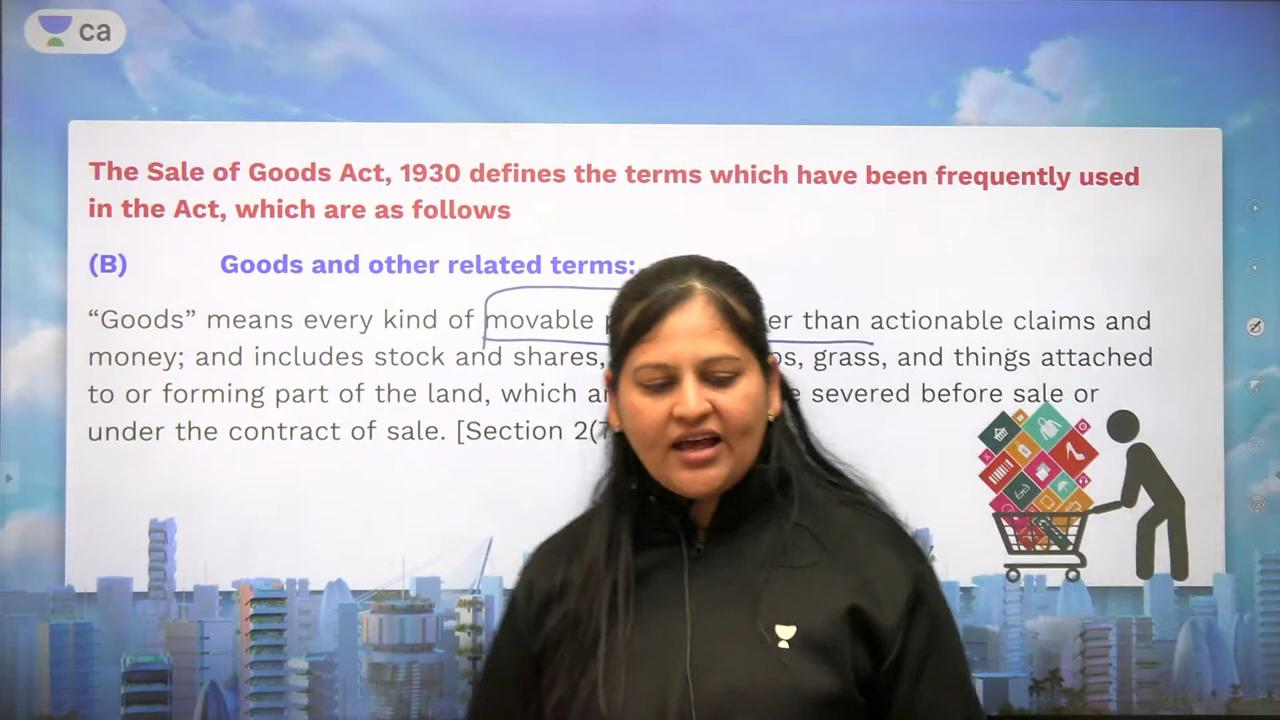 ca
The Sale of Goods Act, 1930 defines the terms which have been frequently used
in the Act, which are as follows
(B) Goods and other related terms:
“Goods” means every kind of movable than actionable claims and
money; and includes stock and shares, grass, and things attached
to or forming part of the land, which severed before sale or
under the contract of sale. [Section 2(7